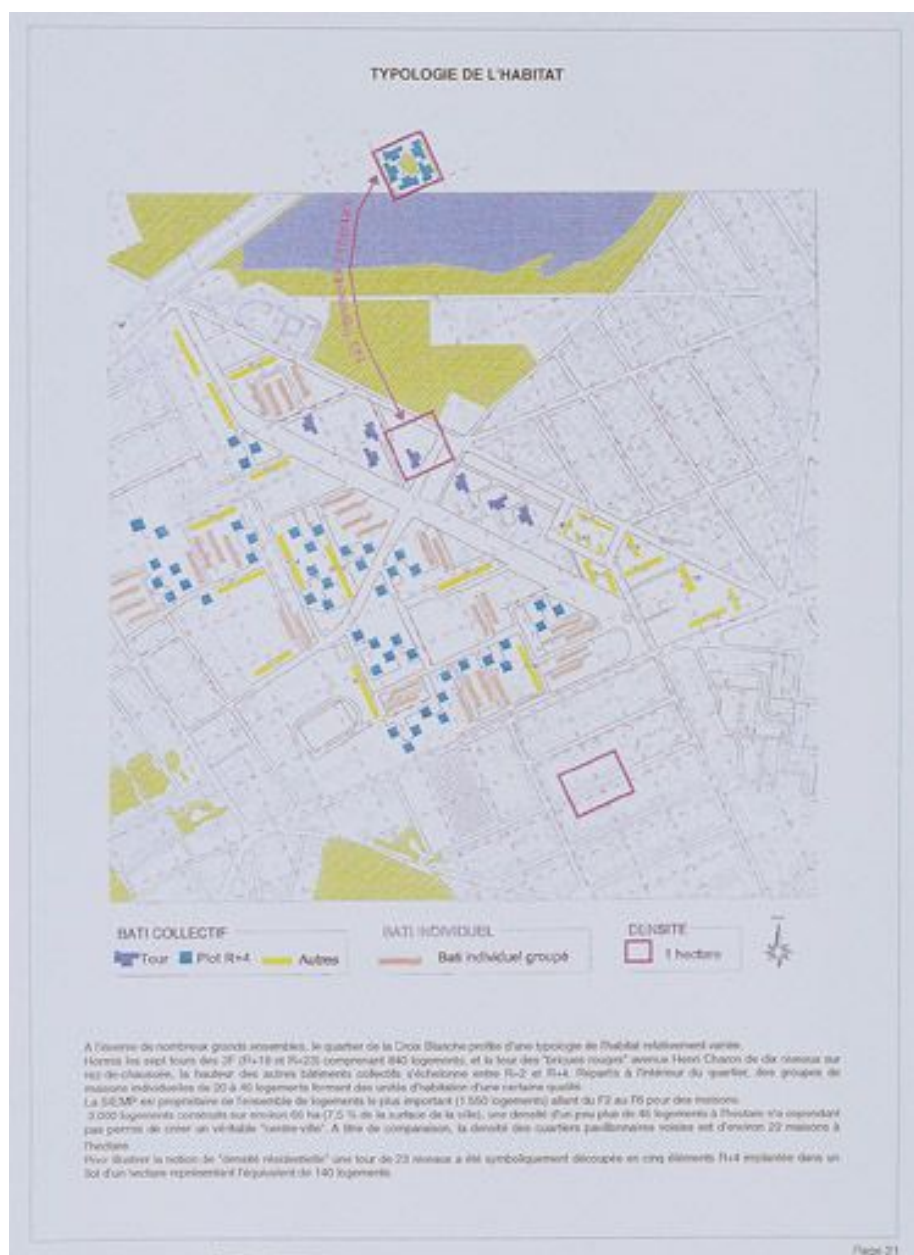 TYPOLOGIE DE L'HABITAT
BATI COLLECTIF
BATI INDIVIDUEL
DENSITE
Tour
Plot R+4
Autres
Bati individuel groupé
1 hectare
A l'inverse de nombreux grands ensembles, le quartier de la Croix Blanche profite d'une typologie de l'habitat relativement variée.
Hormis les sept tours des 3F (R+18 et R+23) comprenant 840 logements, et la tour des "briques rouges" avenue Henri Charon de dix niveaux sur
rez-de-chaussée, la hauteur des autres bâtiments collectifs s'échelonne entre R+2 et R+4. Répartis à l'intérieur du quartier, des groupes de
maisons individuelles de 20 à 40 logements forment des unités d'habitation d'une certaine qualité.
La SIEMP est propriétaire de l'ensemble de logements le plus important (1 550 logements) allant du F2 au F6 pour des maisons.
3.000 logements construits sur environ 65 ha (7,5 % de la surface de la ville), une densité d'un peu plus de 46 logements à l'hectare n'a cependant
pas permis de créer un véritable "centre-ville". A titre de comparaison, la densité des quartiers pavillonnaires voisins est d'environ 22 maisons à
l'hectare.
Pour illustrer la notion de "densité résidentielle" une tour de 23 niveaux a été symboliquement découpée en cinq éléments R+4 implantés dans un
îlot d'un hectare représentant l'équivalent de 140 logements.
Page 21